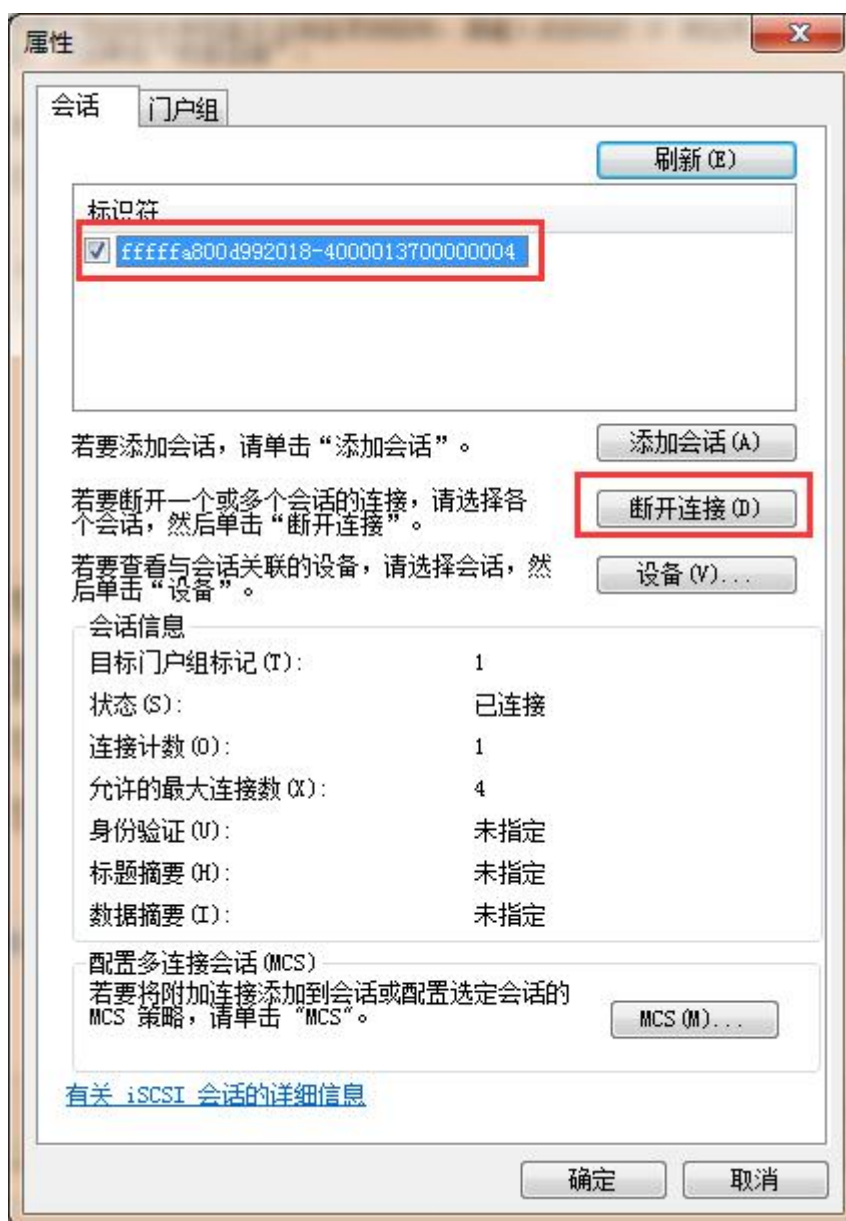 属性
会话 门户组
刷新(E)
标识符
fffffa800d992018-4000013700000004
若要添加会话，请单击“添加会话”。 添加会话(A)
若要断开一个或多个会话的连接，请选择各 断开连接(D)
个会话，然后单击“断开连接”。
若要查看与会话关联的设备，请选择会话，然 设备(V)...
后单击“设备”。
会话信息
目标门户组标记(T): 1
状态(S): 已连接
连接计数(O): 1
允许的最大连接数(X): 4
身份验证(U): 未指定
标题摘要(H): 未指定
数据摘要(I): 未指定
配置多连接会话(MCS)
若要将附加连接添加到会话或配置选定会话的
MCS 策略，请单击 "MCS"。 MCS(M)...
有关 iSCSI 会话的详细信息
确定 取消